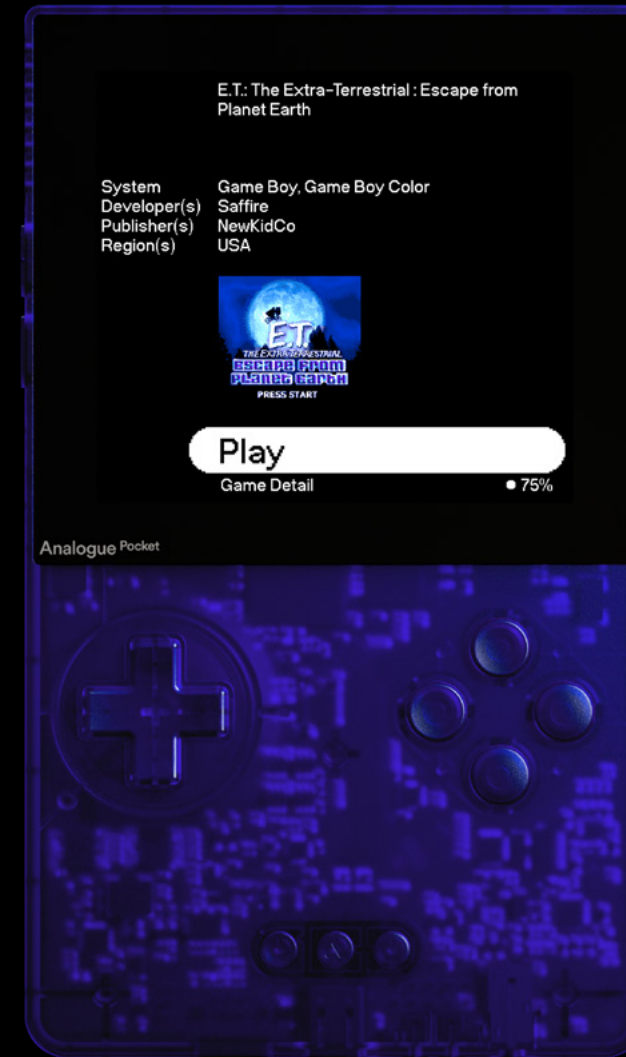 E.T.: The Extra-Terrestrial : Escape from
Planet Earth
System Game Boy, Game Boy Color
Developer(s) Saffire
Publisher(s) NewKidCo
Region(s) USA
E.T.
THE EXTRA-TERRESTRIAL
ESCAPE FROM
PLANET EARTH
PRESS START
Play
Game Detail 75%
Analogue Pocket